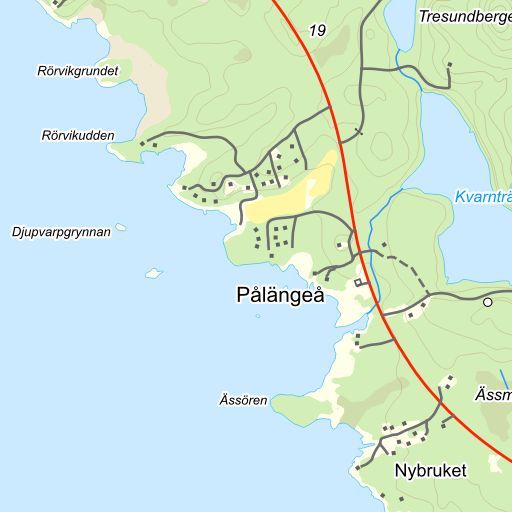 Tresundberge
19
Rörvikgrundet
Rörvikudden
Kvarnträ
Djupvarpgrynnan
Pålängeå
Ässören
Ässm
Nybruket